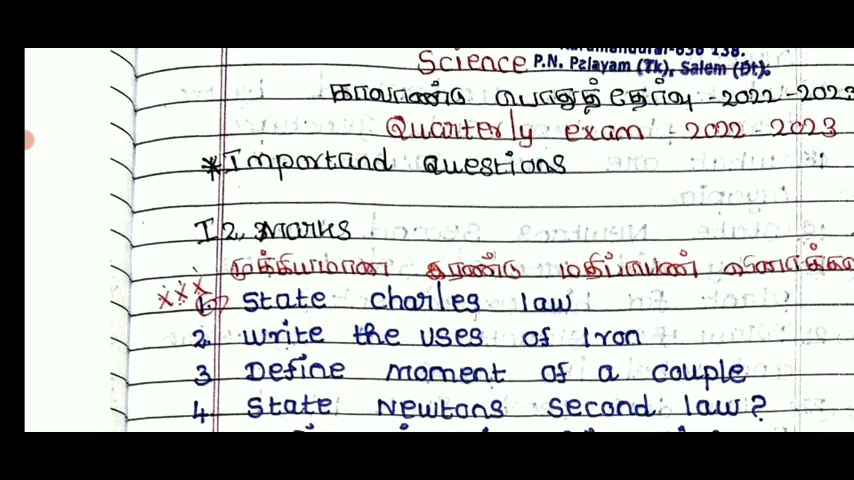 Science P.N. Palayam (Tk), Salem (Dt).
காலாண்டு பொதுத் தேர்வு - 2022 - 2023
Quarterly exam - 2022 - 2023
*Importand Questions
I 2, Marks
முக்கியமான இரண்டு மதிப்பெண்
xxx
1. State charles law
2. Write the uses of Iron
3 Define moment of a couple
4. State Newtons Second law?